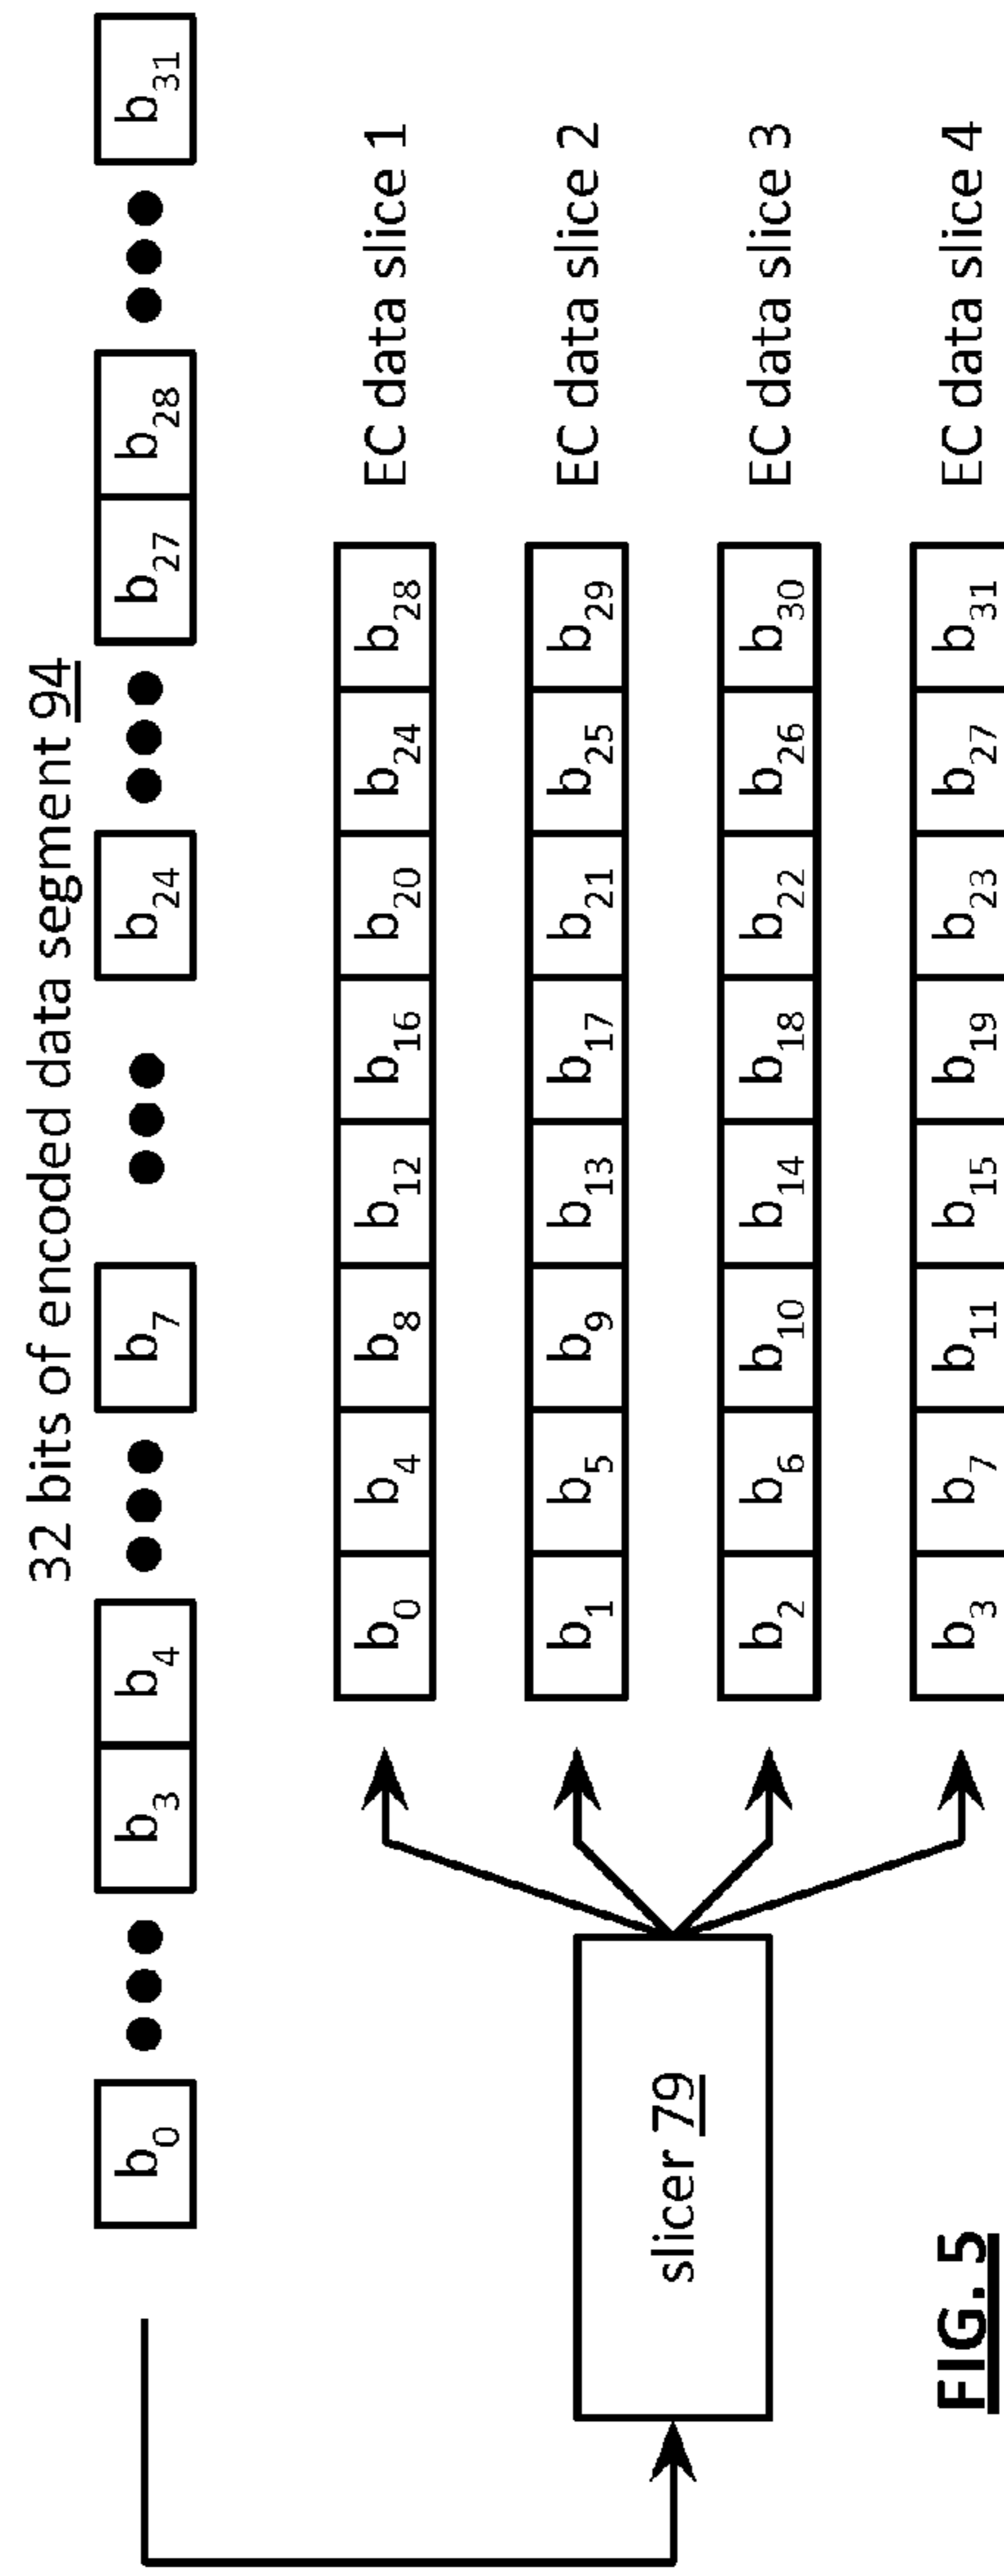 32 bits of encoded data segment 94
b0 ••• b3 b4 ••• b7 ••• b24 ••• b27 b28 ••• b31
b0 b4 b8 b12 b16 b20 b24 b28 EC data slice 1
b1 b5 b9 b13 b17 b21 b25 b29 EC data slice 2
slicer 79
b2 b6 b10 b14 b18 b22 b26 b30 EC data slice 3
b3 b7 b11 b15 b19 b23 b27 b31 EC data slice 4
FIG. 5